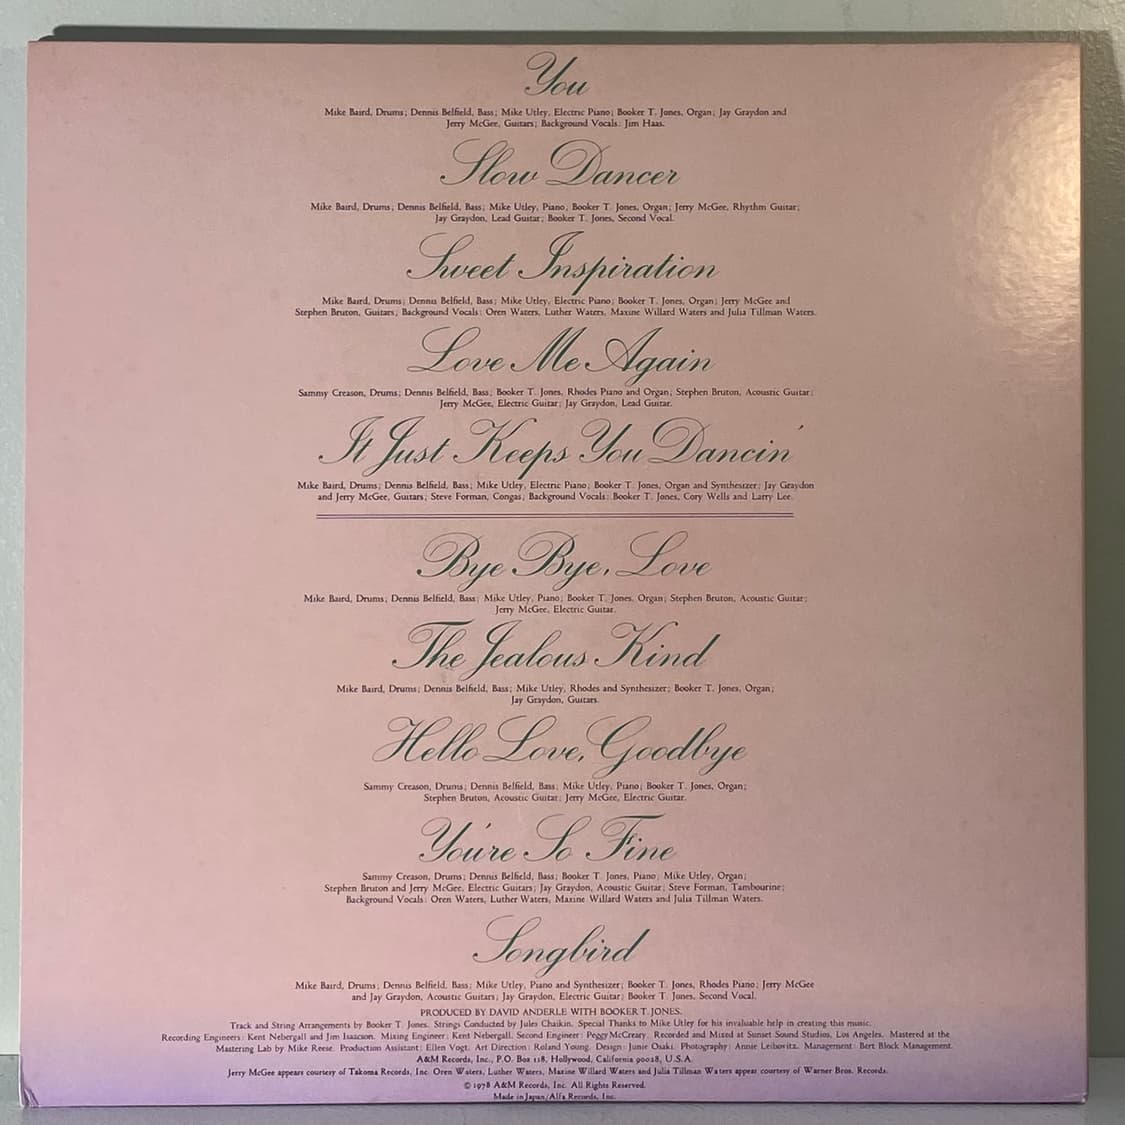 You
Mike Baird, Drums; Dennis Belfield, Bass; Mike Utley, Electric Piano; Booker T. Jones, Organ; Jay Graydon and
Jerry McGee, Guitars; Background Vocals: Jim Haas.
Slow Dancer
Mike Baird, Drums; Dennis Belfield, Bass; Mike Utley, Piano, Booker T. Jones, Organ; Jerry McGee, Rhythm Guitar;
Jay Graydon, Lead Guitar; Booker T. Jones, Second Vocal.
Sweet Inspiration
Mike Baird, Drums; Dennis Belfield, Bass; Mike Utley, Electric Piano; Booker T. Jones, Organ; Jerry McGee and
Stephen Bruton, Guitars; Background Vocals: Oren Waters, Luther Waters, Maxine Willard Waters and Julia Tillman Waters.
Love Me Again
Sammy Creason, Drums; Dennis Belfield, Bass; Booker T. Jones, Rhodes Piano and Organ; Stephen Bruton, Acoustic Guitar;
Jerry McGee, Electric Guitar; Jay Graydon, Lead Guitar.
It Just Keeps You Dancin'
Mike Baird, Drums; Dennis Belfield, Bass; Mike Utley, Electric Piano; Booker T. Jones, Organ and Synthesizer; Jay Graydon
and Jerry McGee, Guitars; Steve Forman, Congas; Background Vocals: Booker T. Jones, Cory Wells and Larry Lee.
Bye Bye, Love
Mike Baird, Drums; Dennis Belfield, Bass; Mike Utley, Piano; Booker T. Jones, Organ; Stephen Bruton, Acoustic Guitar;
Jerry McGee, Electric Guitar.
The Jealous Kind
Mike Baird, Drums; Dennis Belfield, Bass; Mike Utley, Rhodes and Synthesizer; Booker T. Jones, Organ;
Jay Graydon, Guitars.
Hello Love, Goodbye
Sammy Creason, Drums; Dennis Belfield, Bass; Mike Utley, Piano; Booker T. Jones, Organ;
Stephen Bruton, Acoustic Guitar; Jerry McGee, Electric Guitar.
You're So Fine
Sammy Creason, Drums; Dennis Belfield, Bass; Booker T. Jones, Piano; Mike Utley, Organ;
Stephen Bruton and Jerry McGee, Electric Guitars; Jay Graydon, Acoustic Guitar; Steve Forman, Tambourine;
Background Vocals: Oren Waters, Luther Waters, Maxine Willard Waters and Julia Tillman Waters.
Songbird
Mike Baird, Drums; Dennis Belfield, Bass; Mike Utley, Piano and Synthesizer; Booker T. Jones, Rhodes Piano; Jerry McGee
and Jay Graydon, Acoustic Guitars; Jay Graydon, Electric Guitar; Booker T. Jones, Second Vocal.
PRODUCED BY DAVID ANDERLE WITH BOOKER T. JONES.
Track and String Arrangements by Booker T. Jones. Strings Conducted by Jules Chaikin. Special Thanks to Mike Utley for his invaluable help in creating this music.
Recording Engineers: Kent Nebergall and Jim Isaacson. Mixing Engineer: Kent Nebergall. Second Engineer: Peggy McCreary. Recorded and Mixed at Sunset Sound Studios, Los Angeles. Mastered at the
Mastering Lab by Mike Reese. Production Assistant: Ellen Vogt. Art Direction: Roland Young. Design: Junie Osaki. Photography: Annie Leibovitz. Management: Bert Block Management.
A&M Records, Inc., P.O. Box 118, Hollywood, California 90028, U.S.A.
Jerry McGee appears courtesy of Takoma Records, Inc. Oren Waters, Luther Waters, Maxine Willard Waters and Julia Tillman Waters appear courtesy of Warner Bros. Records.
© 1978 A&M Records, Inc. All Rights Reserved.
Made in Japan/Alfa Records, Inc.